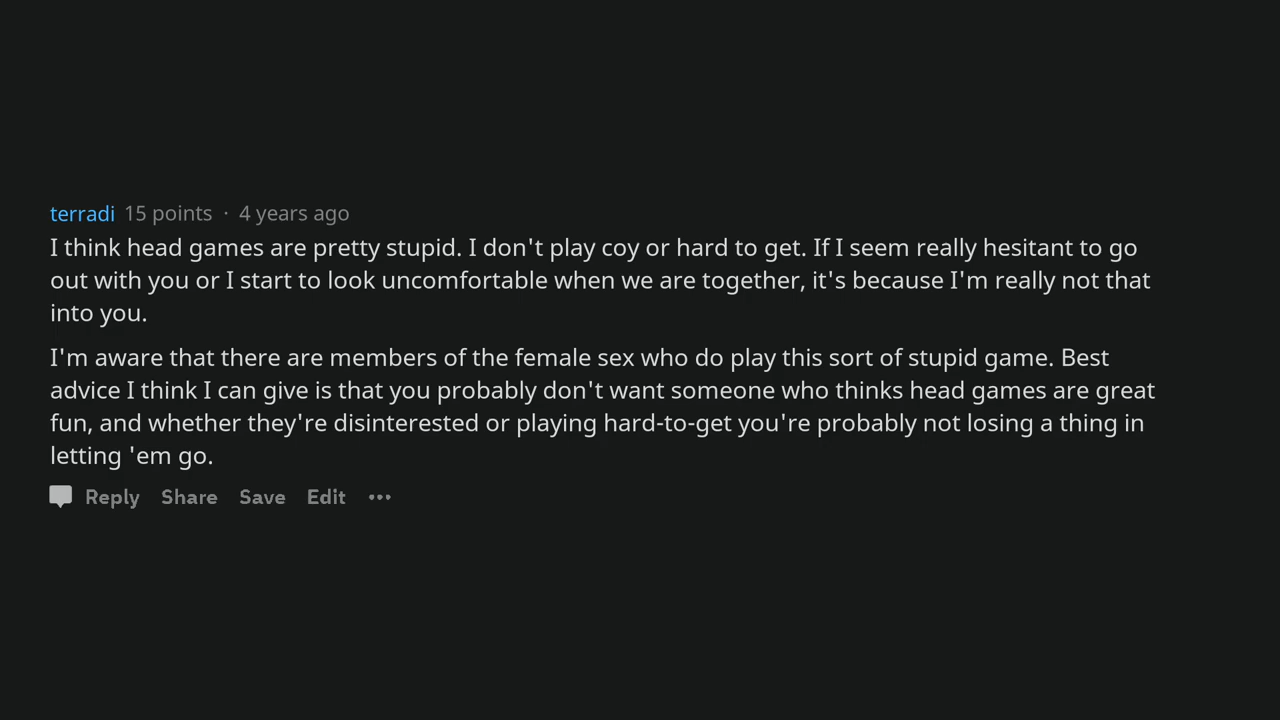 terradi 15 points · 4 years ago
I think head games are pretty stupid. I don't play coy or hard to get. If I seem really hesitant to go
out with you or I start to look uncomfortable when we are together, it's because I'm really not that
into you.
I'm aware that there are members of the female sex who do play this sort of stupid game. Best
advice I think I can give is that you probably don't want someone who thinks head games are great
fun, and whether they're disinterested or playing hard-to-get you're probably not losing a thing in
letting 'em go.
Reply Share Save Edit •••